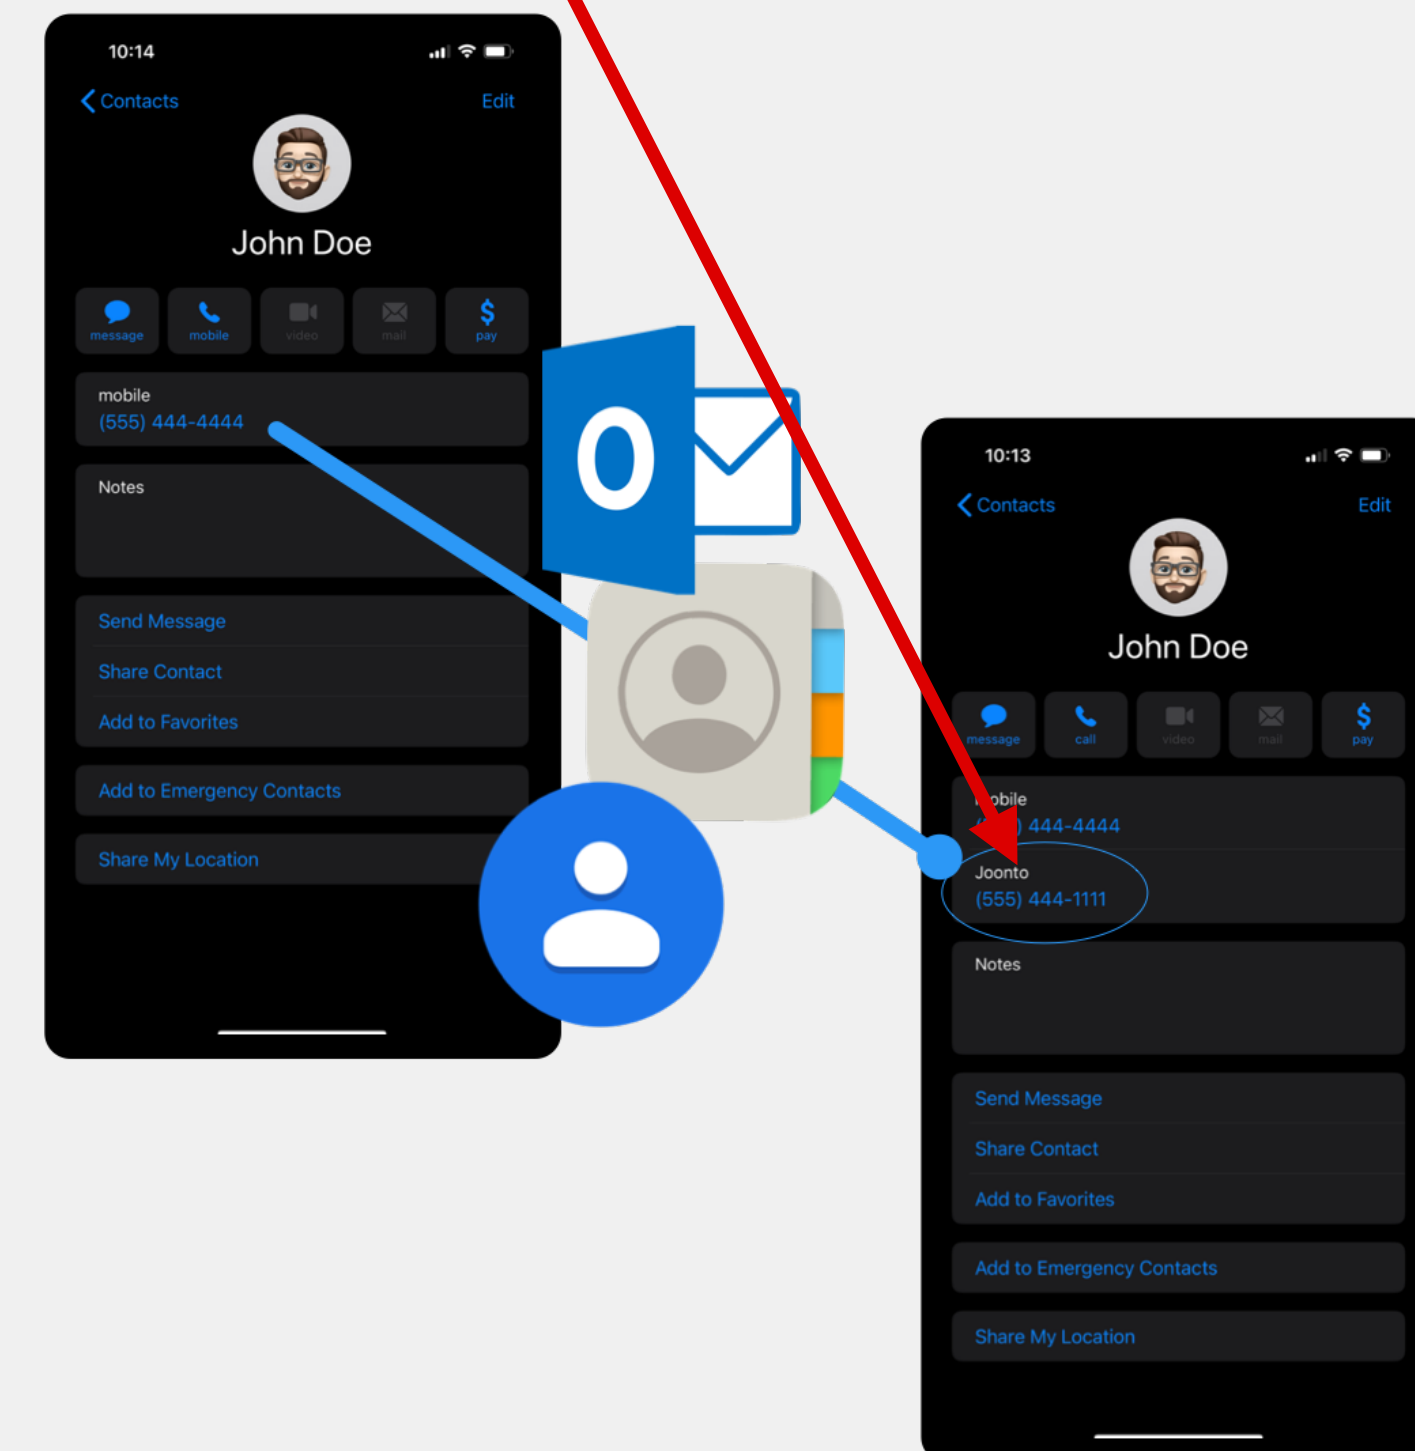 10:14
Contacts
Edit
John Doe
message
mobile
video
mail
$
pay
mobile
(555) 444-4444
Notes
Send Message
Share Contact
Add to Favorites
Add to Emergency Contacts
Share My Location
O
10:13
Contacts
Edit
John Doe
message
call
video
mail
$
pay
444-4444
Joonto
(555) 444-1111
Notes
Send Message
Share Contact
Add to Favorites
Add to Emergency Contacts
Share My Location